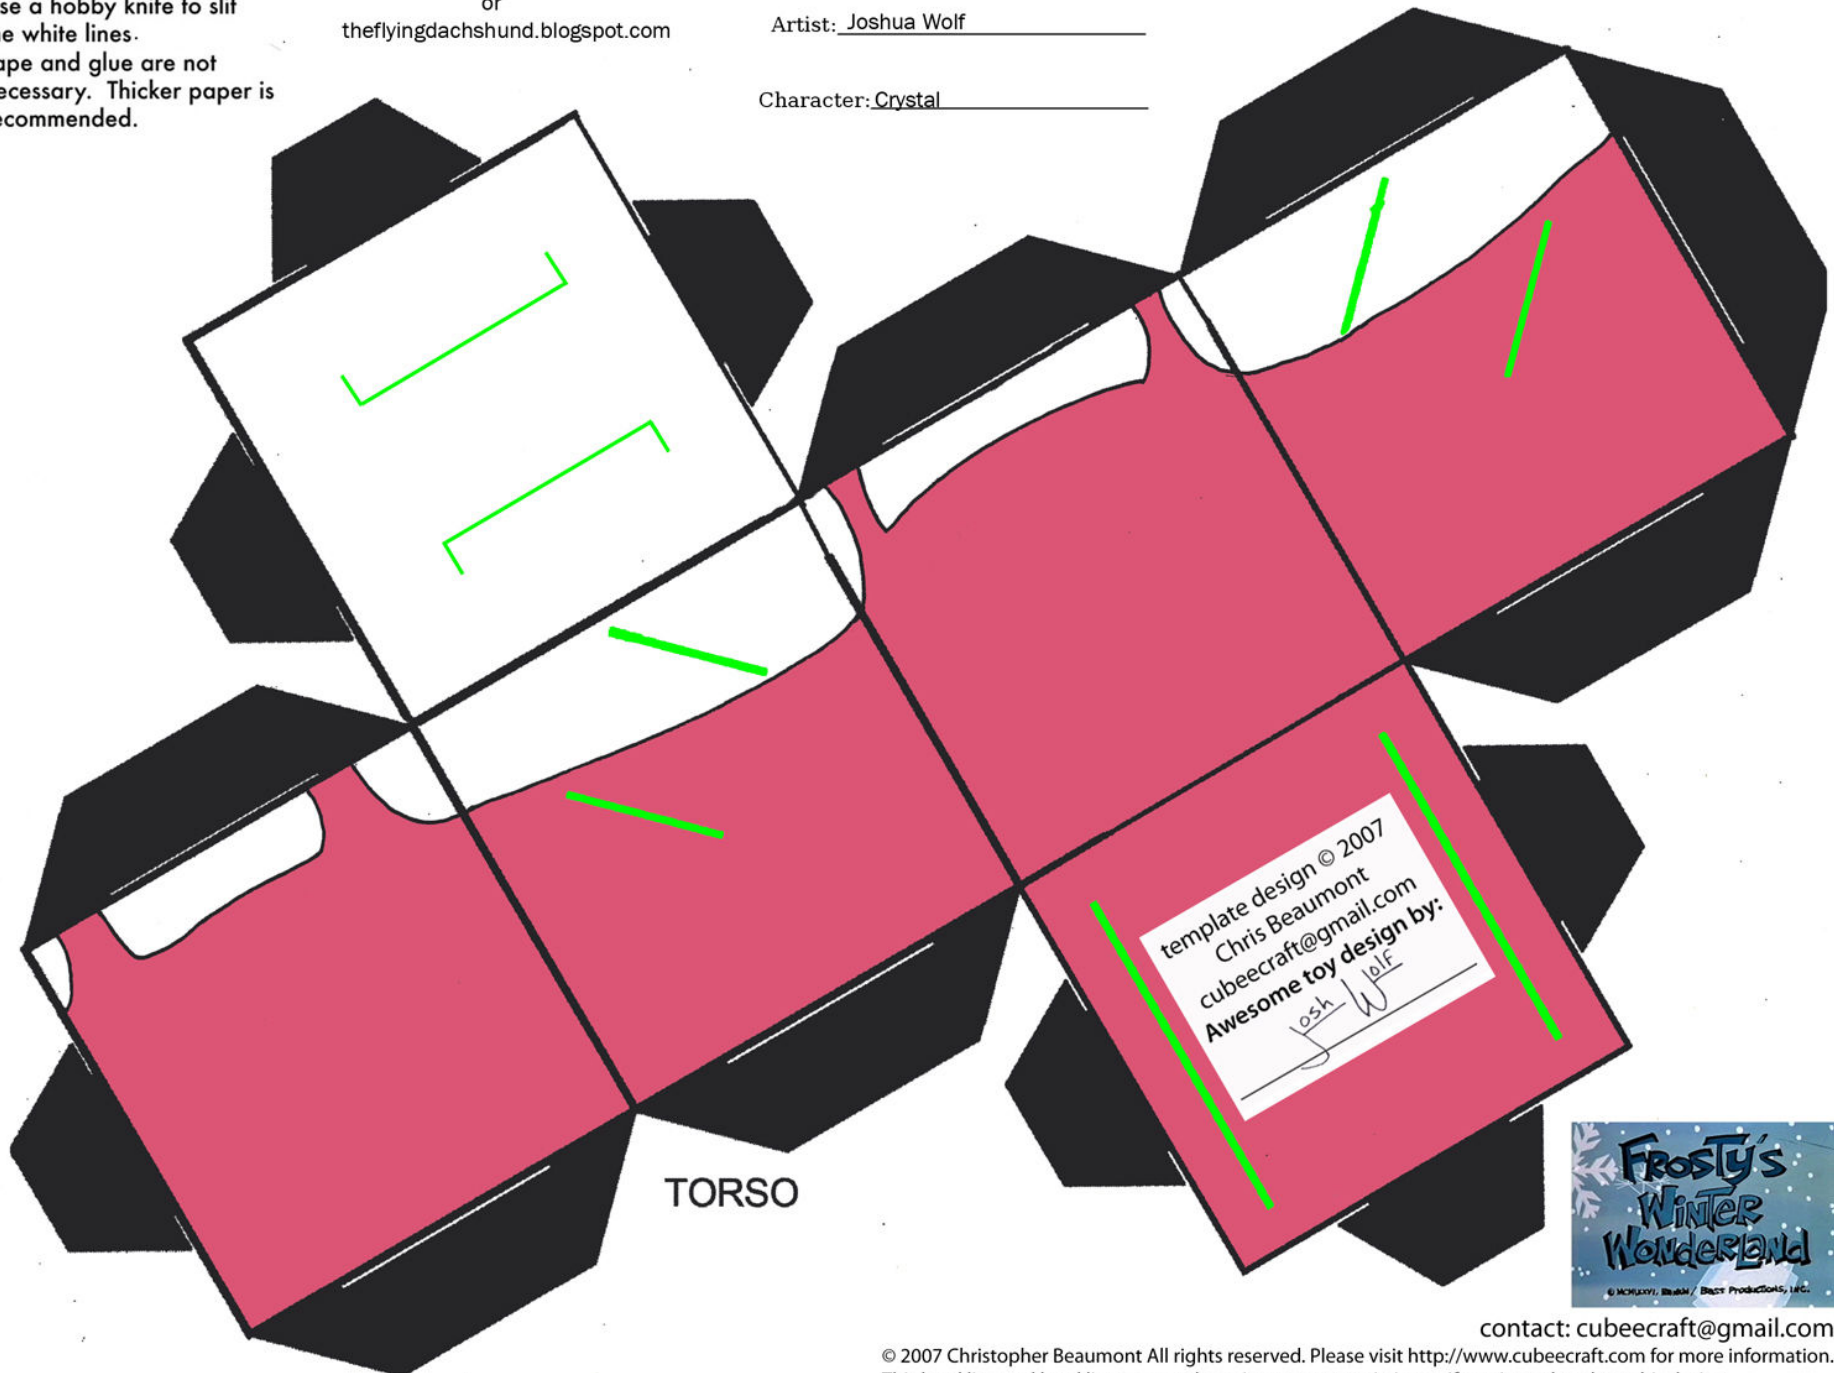 se a hobby knife to slit
e white lines.
ape and glue are not
ecessary. Thicker paper is
ecommended.
or
theflyingdachshund.blogspot.com
Artist: Joshua Wolf
Character: Crystal
template design © 2007
Chris Beaumont
cubeecraft@gmail.com
Awesome toy design by:
Josh Wolf
TORSO
FROSTY'S
WINTER
WONDERLAND
contact: cubeecraft@gmail.com
© 2007 Christopher Beaumont All rights reserved. Please visit http://www.cubeecraft.com for more information.